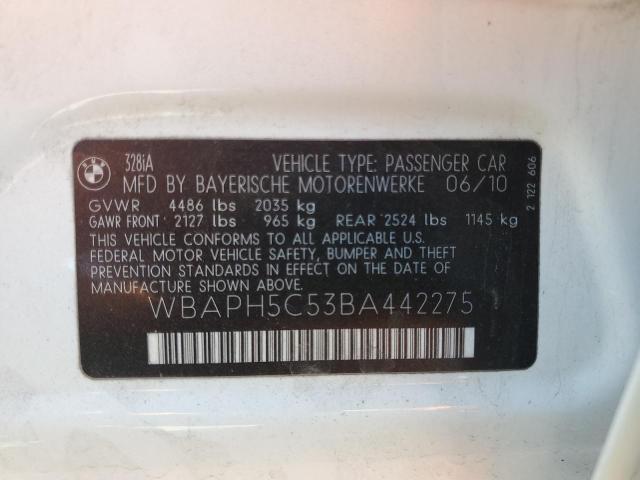 BMW
328iA VEHICLE TYPE: PASSENGER CAR
MFD BY BAYERISCHE MOTORENWERKE 06/10
GVWR 4486 lbs 2035 kg
GAWR FRONT 2127 lbs 965 kg REAR 2524 lbs 1145 kg
THIS VEHICLE CONFORMS TO ALL APPLICABLE U.S.
FEDERAL MOTOR VEHICLE SAFETY, BUMPER AND THEFT
PREVENTION STANDARDS IN EFFECT ON THE DATE OF
MANUFACTURE SHOWN ABOVE.
WBAPH5C53BA442275
2 122 606